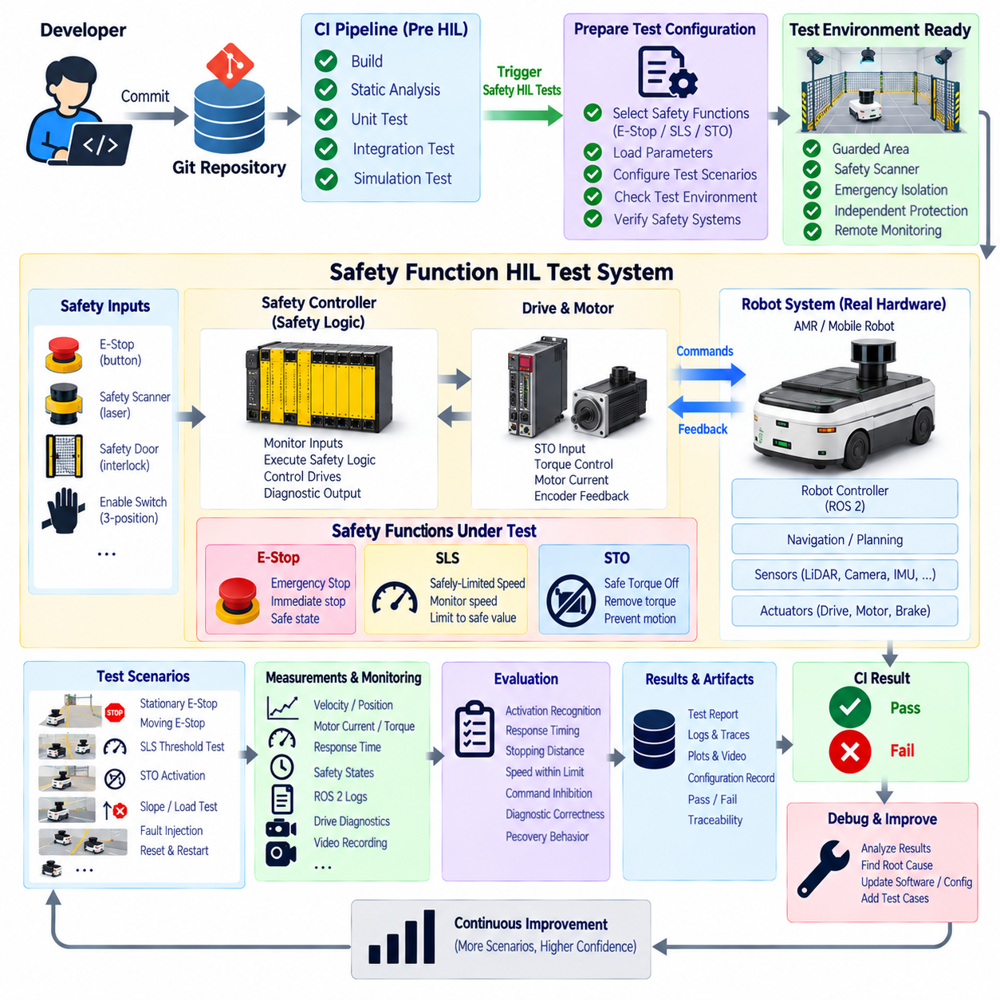 Developer
Commit
</>
Git Repository
CI Pipeline (Pre HIL)
Build
Static Analysis
Unit Test
Integration Test
Simulation Test
Trigger
Safety HIL Tests
Prepare Test Configuration
Select Safety Functions
(E-Stop / SLS / STO)
Load Parameters
Configure Test Scenarios
Check Test Environment
Verify Safety Systems
Test Environment Ready
Guarded Area
Safety Scanner
Emergency Isolation
Independent Protection
Remote Monitoring
Safety Function HIL Test System
Safety Inputs
E-Stop
(button)
Safety Scanner
(laser)
Safety Door
(interlock)
Enable Switch
(3-position)
...
Safety Controller
(Safety Logic)
Monitor Inputs
Execute Safety Logic
Control Drives
Diagnostic Output
Drive & Motor
STO Input
Torque Control
Motor Current
Encoder Feedback
Commands
Feedback
Robot System (Real Hardware)
AMR / Mobile Robot
Robot Controller
(ROS 2)
Navigation / Planning
Sensors (LiDAR, Camera, IMU, ...)
Actuators (Drive, Motor, Brake)
Safety Functions Under Test
E-Stop
Emergency Stop
Immediate stop
Safe state
SLS
Safely-Limited Speed
Monitor speed
Limit to safe value
STO
Safe Torque Off
Remove torque
Prevent motion
Test Scenarios
STOP
Stationary E-Stop
Moving E-Stop
SLS Threshold Test
STO Activation
Slope / Load Test
Fault Injection
Reset & Restart
...
Measurements & Monitoring
Velocity / Position
Motor Current / Torque
Response Time
Safety States
ROS 2 Logs
Drive Diagnostics
Video Recording
...
Evaluation
Activation Recognition
Response Timing
Stopping Distance
Speed within Limit
Command Inhibition
Diagnostic Correctness
Pecovery Behavior
Results & Artifacts
Test Report
Logs & Traces
Plots & Video
Configuration Record
Pass / Fail
Traceability
CI Result
Pass
Fail
Debug & Improve
Analyze Results
Find Root Cause
Update Software / Config
Add Test Cases
Continuous Improvement
(More Scenarios, Higher Confidence)